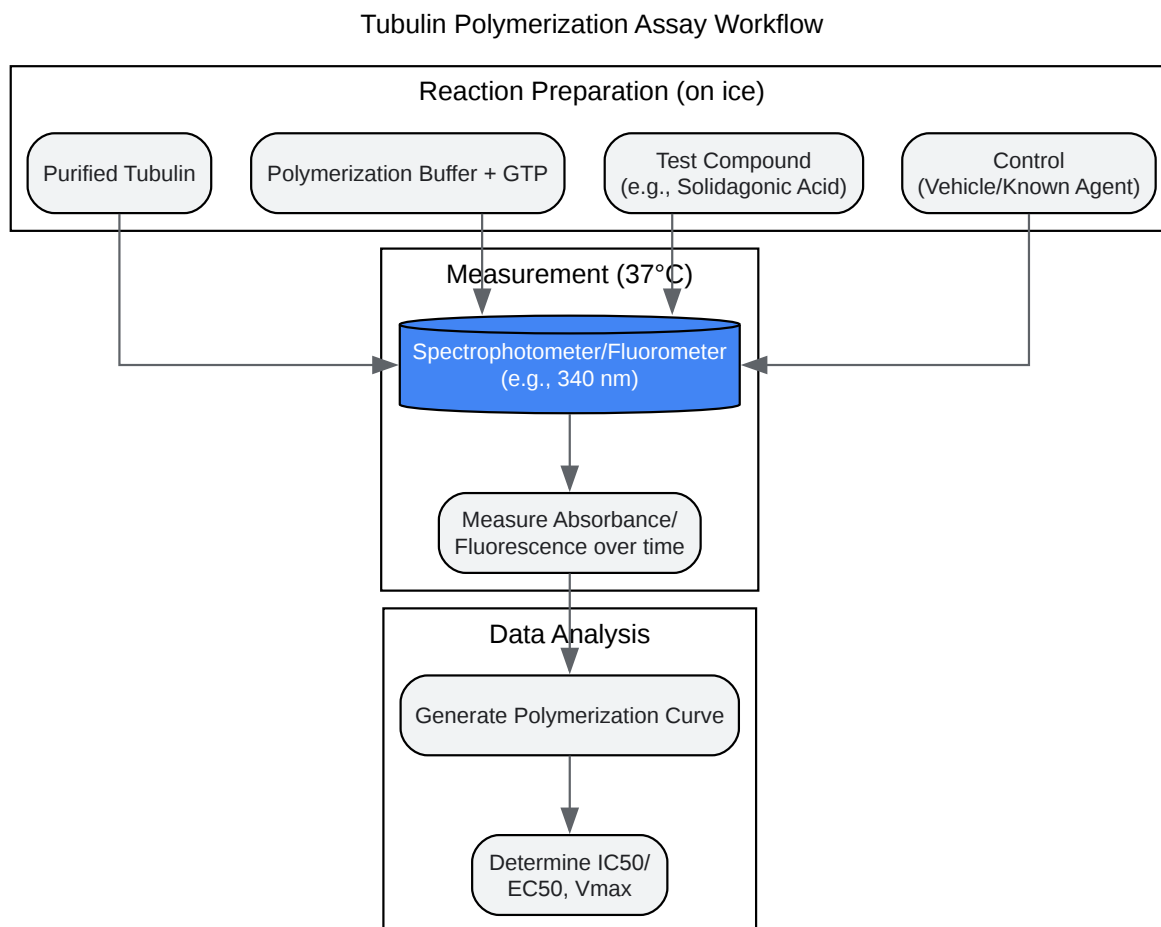 Tubulin Polymerization Assay Workflow
Reaction Preparation (on ice)
Purified Tubulin
Polymerization Buffer + GTP
Test Compound
(e.g., Solidagonic Acid)
Control
(Vehicle/Known Agent)
Measurement (37°C)
Spectrophotometer/Fluorometer
(e.g., 340 nm)
Measure Absorbance/
Fluorescence over time
Data Analysis
Generate Polymerization Curve
Determine IC50/
EC50, Vmax